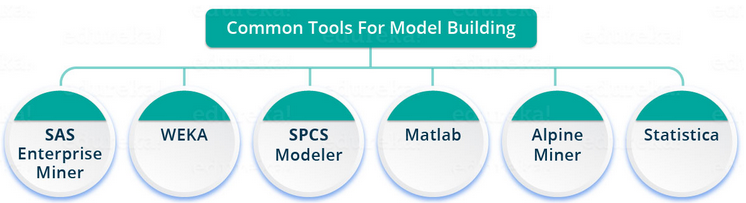 Common Tools For Model Building
SAS
Enterprise
Miner
WEKA
SPCS
Modeler
Matlab
Alpine
Miner
Statistica